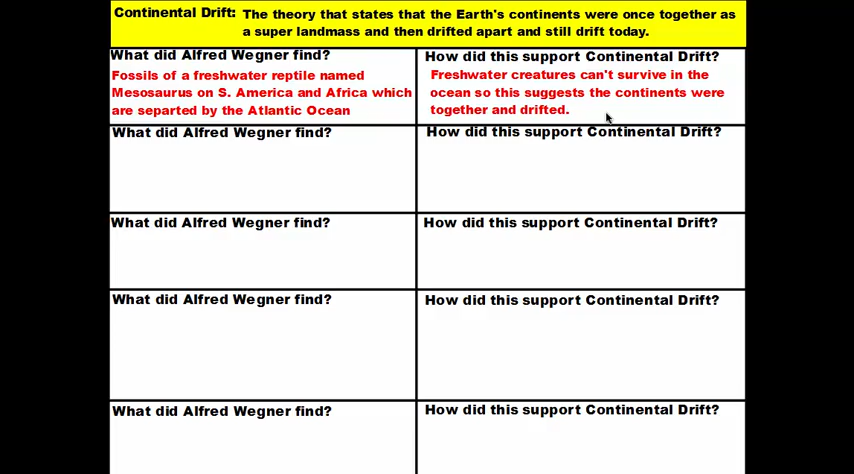 Continental Drift: The theory that states that the Earth's continents were once together as
a super landmass and then drifted apart and still drift today.
What did Alfred Wegner find?
Fossils of a freshwater reptile named
Mesosaurus on S. America and Africa which
are separted by the Atlantic Ocean
How did this support Continental Drift?
Freshwater creatures can't survive in the
ocean so this suggests the continents were
together and drifted.
What did Alfred Wegner find?
How did this support Continental Drift?
What did Alfred Wegner find?
How did this support Continental Drift?
What did Alfred Wegner find?
How did this support Continental Drift?
What did Alfred Wegner find?
How did this support Continental Drift?